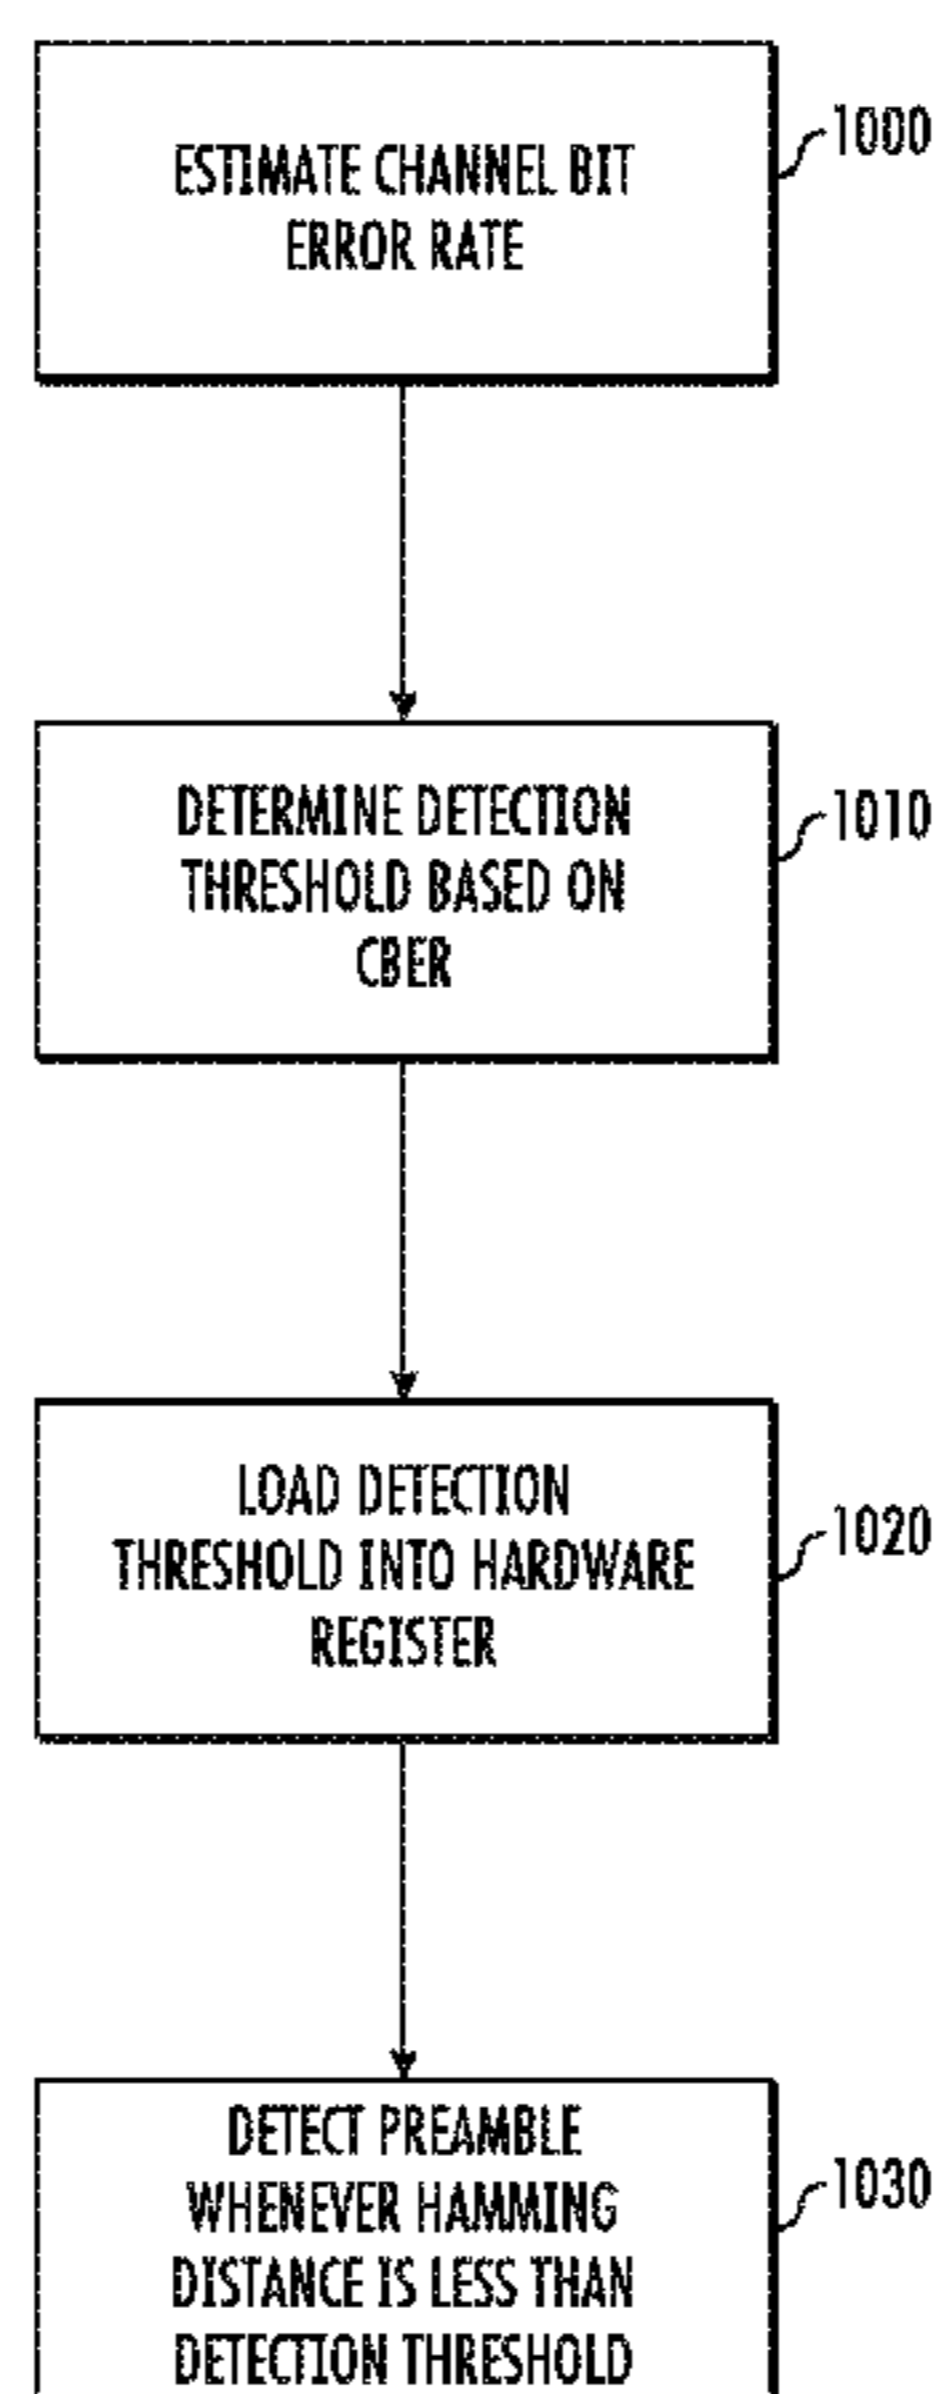 ESTIMATE CHANNEL BIT
ERROR RATE
1000
DETERMINE DETECTION
THRESHOLD BASED ON
CBER
1010
LOAD DETECTION
THRESHOLD INTO HARDWARE
REGISTER
1020
DETECT PREAMBLE
WHENEVER HAMMING
DISTANCE IS LESS THAN
DETECTION THRESHOLD
1030